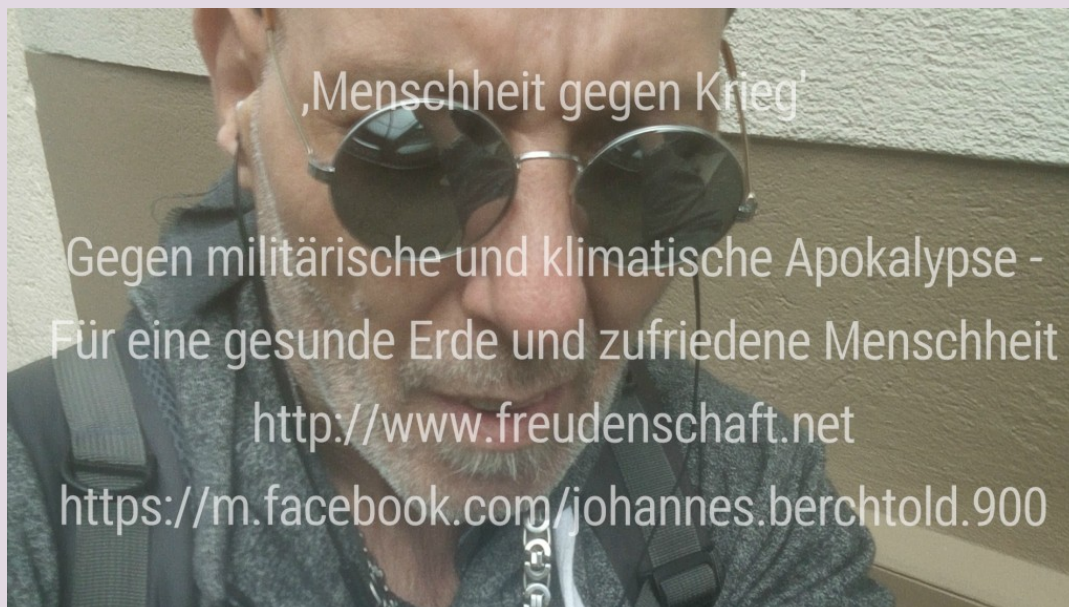 ‚Menschheit gegen Krieg'
Gegen militärische und klimatische Apokalypse -
Für eine gesunde Erde und zufriedene Menschheit
http://www.freudenschaft.net
https://m.facebook.com/johannes.berchtold.900